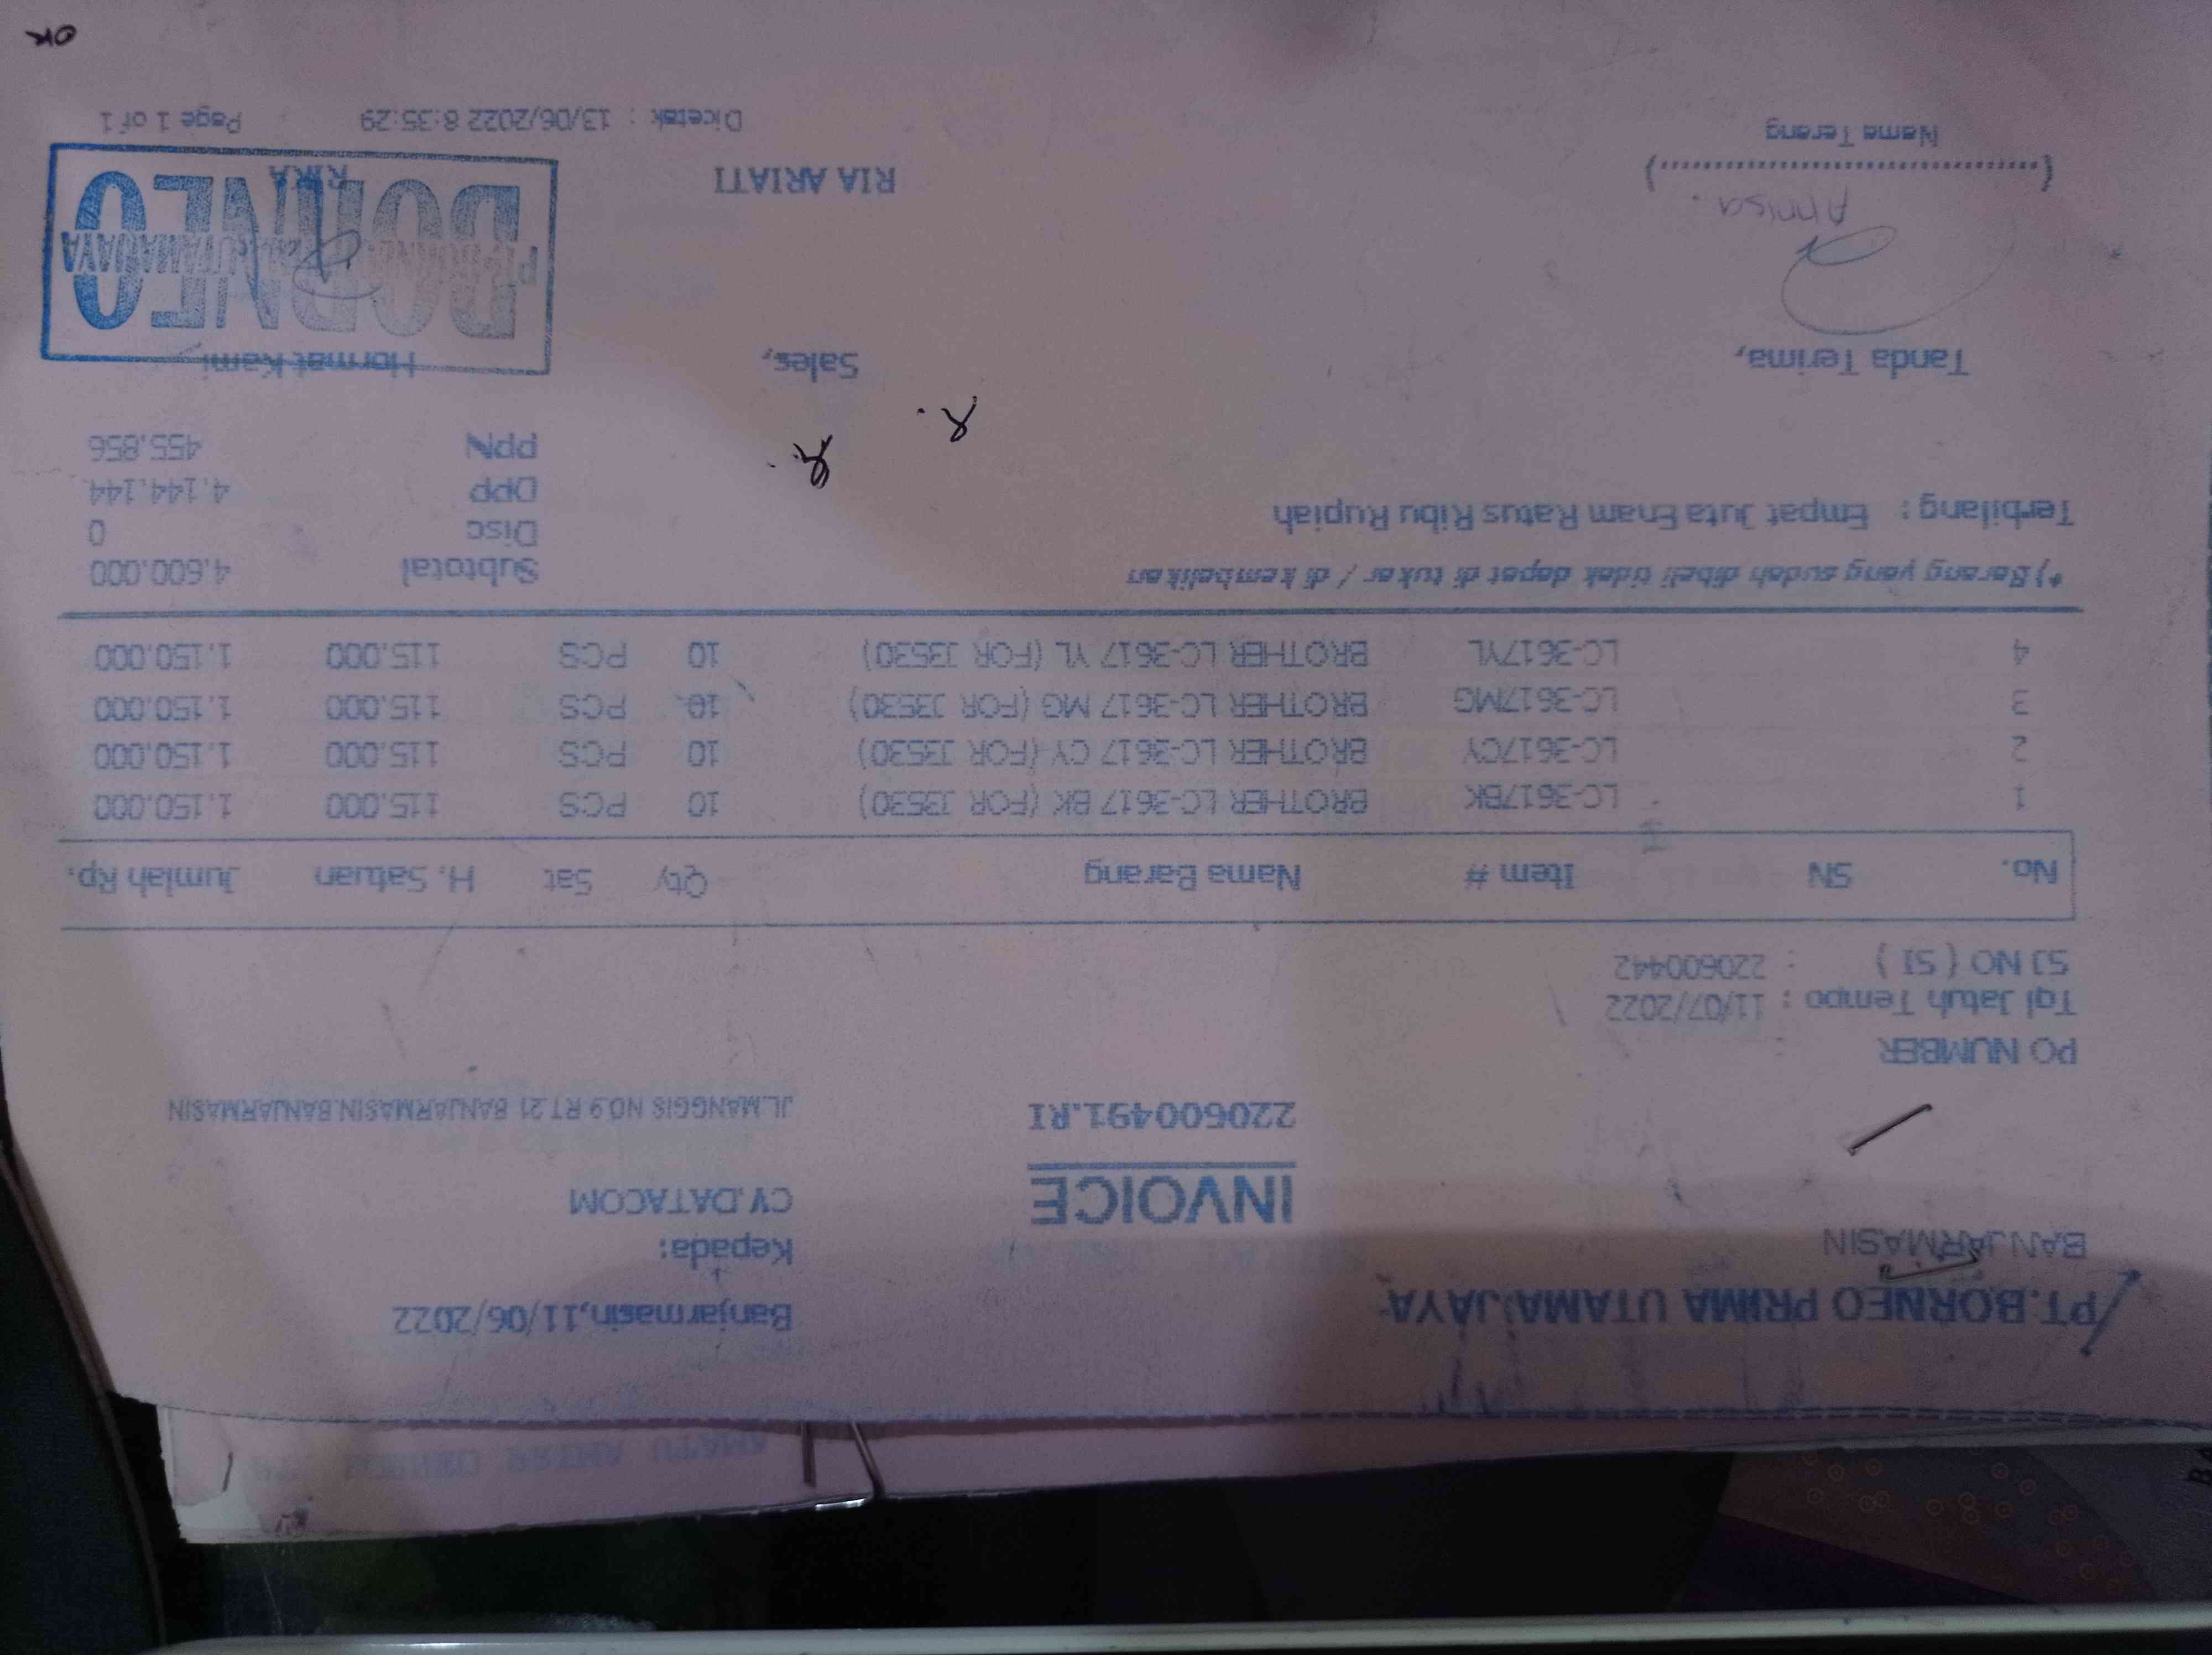 PT.BORNEO PRIMA UTAMA JAYA
BANJARMASIN
Banjarmasin,11/06/2022
Kepada:
CV.DATACOM
JL.MANGGIS NO.9 RT 21 BANJARMASIN.BANJARMASIN
INVOICE
220600491.RI
PO NUMBER :
Tgl Jatuh Tempo : 11/07/2022
SJ NO ( SI ) : 220600442
No. SN Item # Nama Barang Qty Sat H. Satuan Jumlah Rp.
1 LC-3617BK BROTHER LC-3617 BK (FOR J3530) 10 PCS 115.000 1.150.000
2 LC-3617CY BROTHER LC-3617 CY (FOR J3530) 10 PCS 115.000 1.150.000
3 LC-3617MG BROTHER LC-3617 MG (FOR J3530) 10 PCS 115.000 1.150.000
4 LC-3617YL BROTHER LC-3617 YL (FOR J3530) 10 PCS 115.000 1.150.000
*) Barang yang sudah dibeli tidak dapat di tukar / di kembalikan
Subtotal 4.600.000
Disc 0
Terbilang : Empat Juta Enam Ratus Ribu Rupiah
DPP 4.144.144
PPN 455.856
Tanda Terima, Sales, Hormat Kami
BORNEO
PT.BORNEO PRIMA UTAMA JAYA
Annisa.
(..............................) RIA ARIATI RIKA
Nama Terang
Dicetak : 13/06/2022 8:35:29 Page 1 of 1
OK